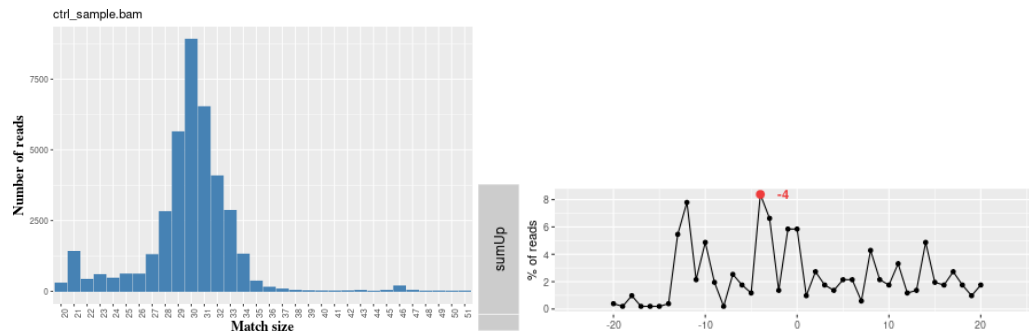 ctrl_sample.bam
Number of reads
7500
5000
2500
0
20 21 22 23 24 25 26 27 28 29 30 31 32 33 34 35 36 37 38 39 40 41 42 43 44 45 46 47 48 49 50 51
Match size
sumUp
% of reads
8
6
4
2
0
-4
-20 -10 0 10 20